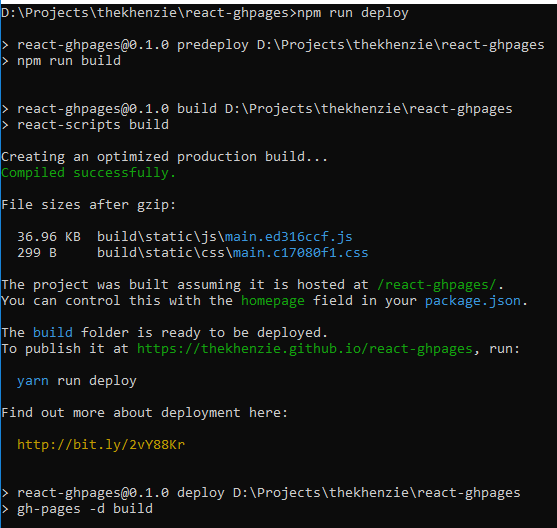 D:\Projects\thekhenzie\react-ghpages>npm run deploy
> react-ghpages@0.1.0 predeploy D:\Projects\thekhenzie\react-ghpages
> npm run build
> react-ghpages@0.1.0 build D:\Projects\thekhenzie\react-ghpages
> react-scripts build
Creating an optimized production build...
Compiled successfully.
File sizes after gzip:
36.96 KB  build\static\js\main.ed316ccf.js
299 B     build\static\css\main.c17080f1.css
The project was built assuming it is hosted at /react-ghpages/.
You can control this with the homepage field in your package.json.
The build folder is ready to be deployed.
To publish it at https://thekhenzie.github.io/react-ghpages, run:
yarn run deploy
Find out more about deployment here:
http://bit.ly/2vY88Kr
> react-ghpages@0.1.0 deploy D:\Projects\thekhenzie\react-ghpages
> gh-pages -d build